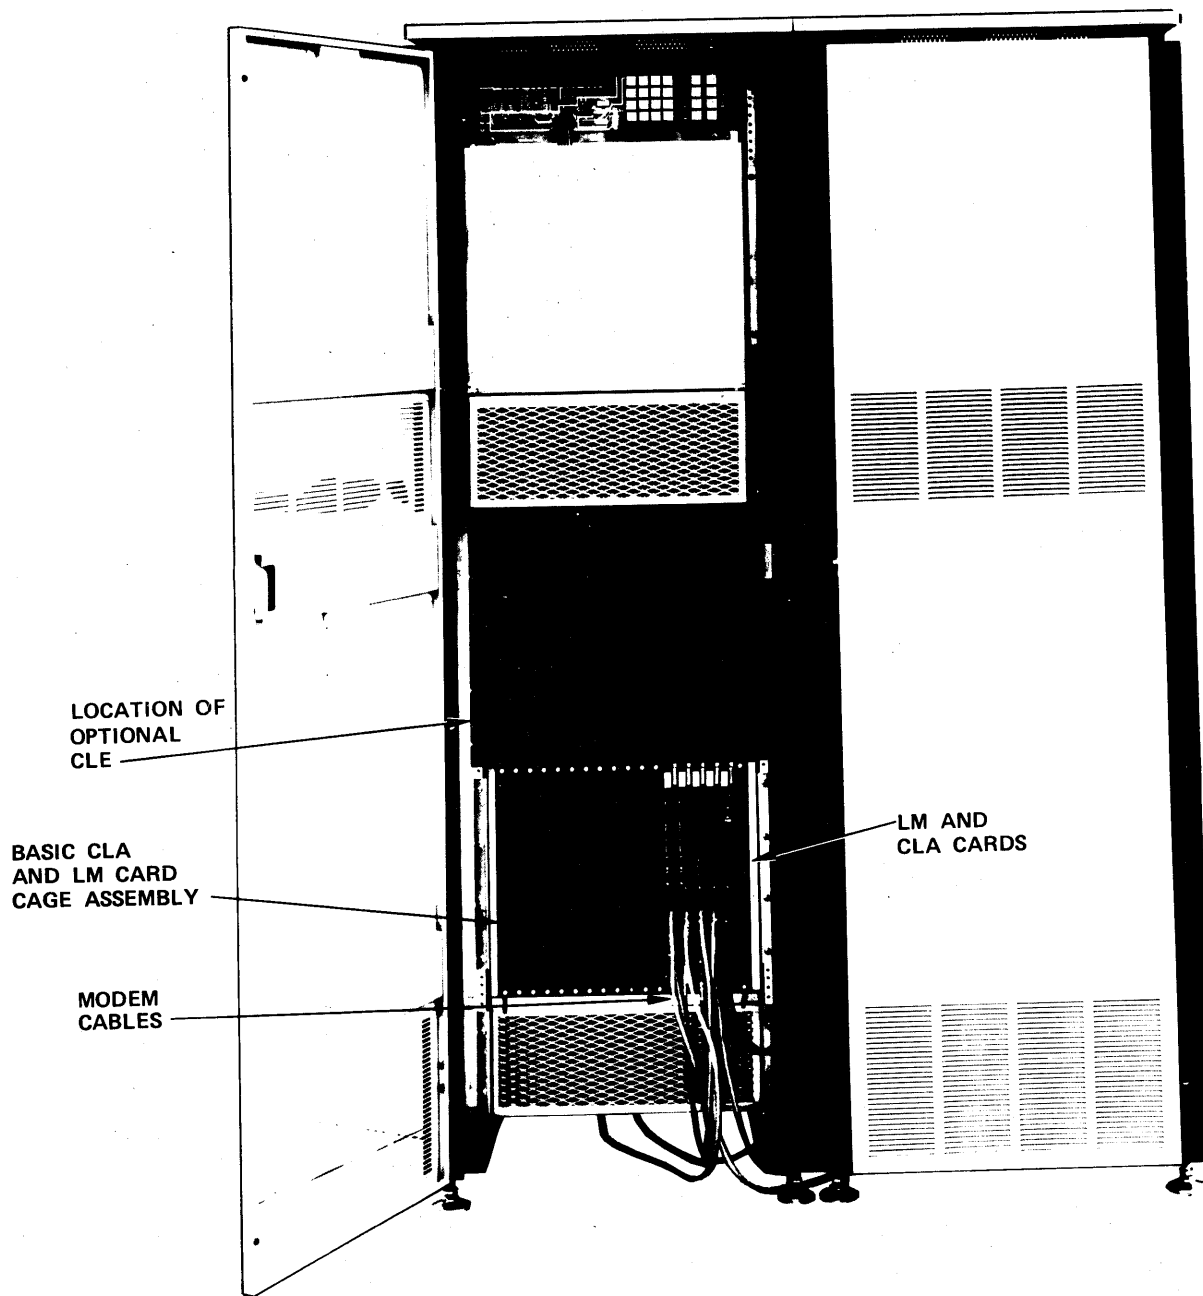 LOCATION OF
OPTIONAL
CLE
BASIC CLA
AND LM CARD
CAGE ASSEMBLY
LM AND
CLA CARDS
MODEM
CABLES